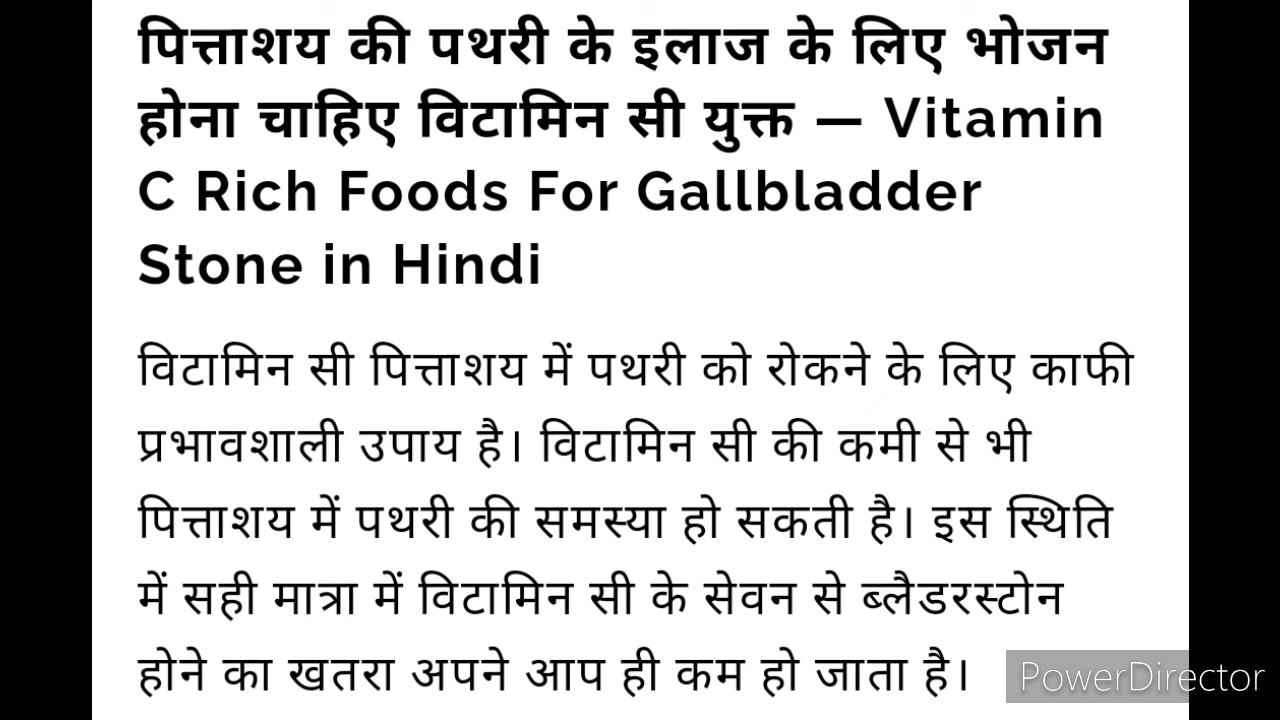 पित्ताशय की पथरी के इलाज के लिए भोजन
होना चाहिए विटामिन सी युक्त — Vitamin
C Rich Foods For Gallbladder
Stone in Hindi
विटामिन सी पित्ताशय में पथरी को रोकने के लिए काफी
प्रभावशाली उपाय है। विटामिन सी की कमी से भी
पित्ताशय में पथरी की समस्या हो सकती है। इस स्थिति
में सही मात्रा में विटामिन सी के सेवन से ब्लैडरस्टोन
होने का खतरा अपने आप ही कम हो जाता है।
PowerDirector